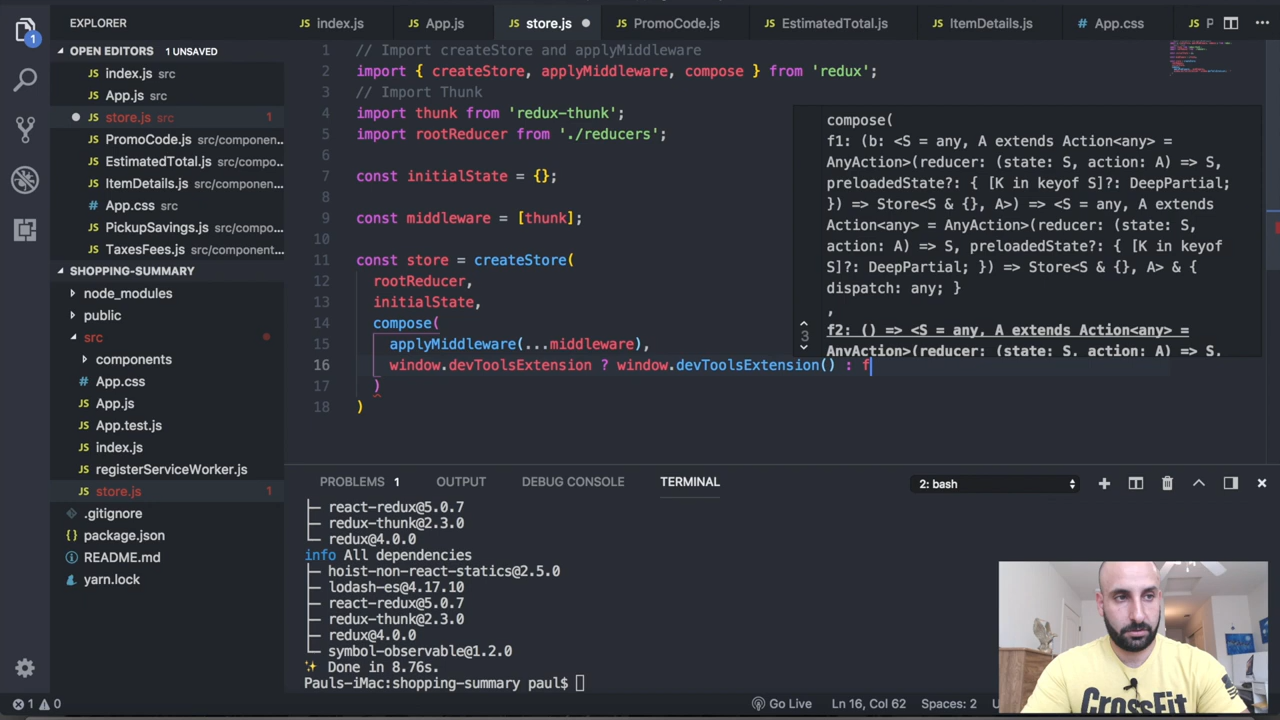 EXPLORER
index.js
App.js
store.js
PromoCode.js
EstimatedTotal.js
ItemDetails.js
App.css
P
1
OPEN EDITORS 1 UNSAVED
index.js src
App.js src
store.js src 1
PromoCode.js src/componen...
EstimatedTotal.js src/com...
ItemDetails.js src/compon...
App.css src
PickupSavings.js src/compo...
TaxesFees.js src/component...
SHOPPING-SUMMARY
node_modules
public
src
components
App.css
App.js
App.test.js
index.js
registerServiceWorker.js
store.js 1
.gitignore
package.json
README.md
yarn.lock
1 // Import createStore and applyMiddleware
2 import { createStore, applyMiddleware, compose } from 'redux';
3 // Import Thunk
4 import thunk from 'redux-thunk';
5 import rootReducer from './reducers';
6
7 const initialState = {};
8
9 const middleware = [thunk];
10
11 const store = createStore(
12 rootReducer,
13 initialState,
14 compose(
15 applyMiddleware(...middleware),
16 window.devToolsExtension ? window.devToolsExtension() : f
17 )
18 )
compose(
f1: (b: <S = any, A extends Action<any> =
AnyAction>(reducer: (state: S, action: A) => S,
preloadedState?: { [K in keyof S]?: DeepPartial;
}) => Store<S & {}, A>) => <S = any, A extends
Action<any> = AnyAction>(reducer: (state: S,
action: A) => S, preloadedState?: { [K in keyof
S]?: DeepPartial; }) => Store<S & {}, A> & {
dispatch: any; }
,
3
f2: () => <S = any, A extends Action<any> =
AnyAction>(reducer: (state: S, action: A) => S,
PROBLEMS 1
OUTPUT
DEBUG CONSOLE
TERMINAL
2: bash
├─ react-redux@5.0.7
├─ redux-thunk@2.3.0
└─ redux@4.0.0
info All dependencies
├─ hoist-non-react-statics@2.5.0
├─ lodash-es@4.17.10
├─ react-redux@5.0.7
├─ redux-thunk@2.3.0
├─ redux@4.0.0
└─ symbol-observable@1.2.0
Done in 8.76s.
Pauls-iMac:shopping-summary paul$
CrossFit
1 0
Go Live
Ln 16, Col 62
Spaces: 2